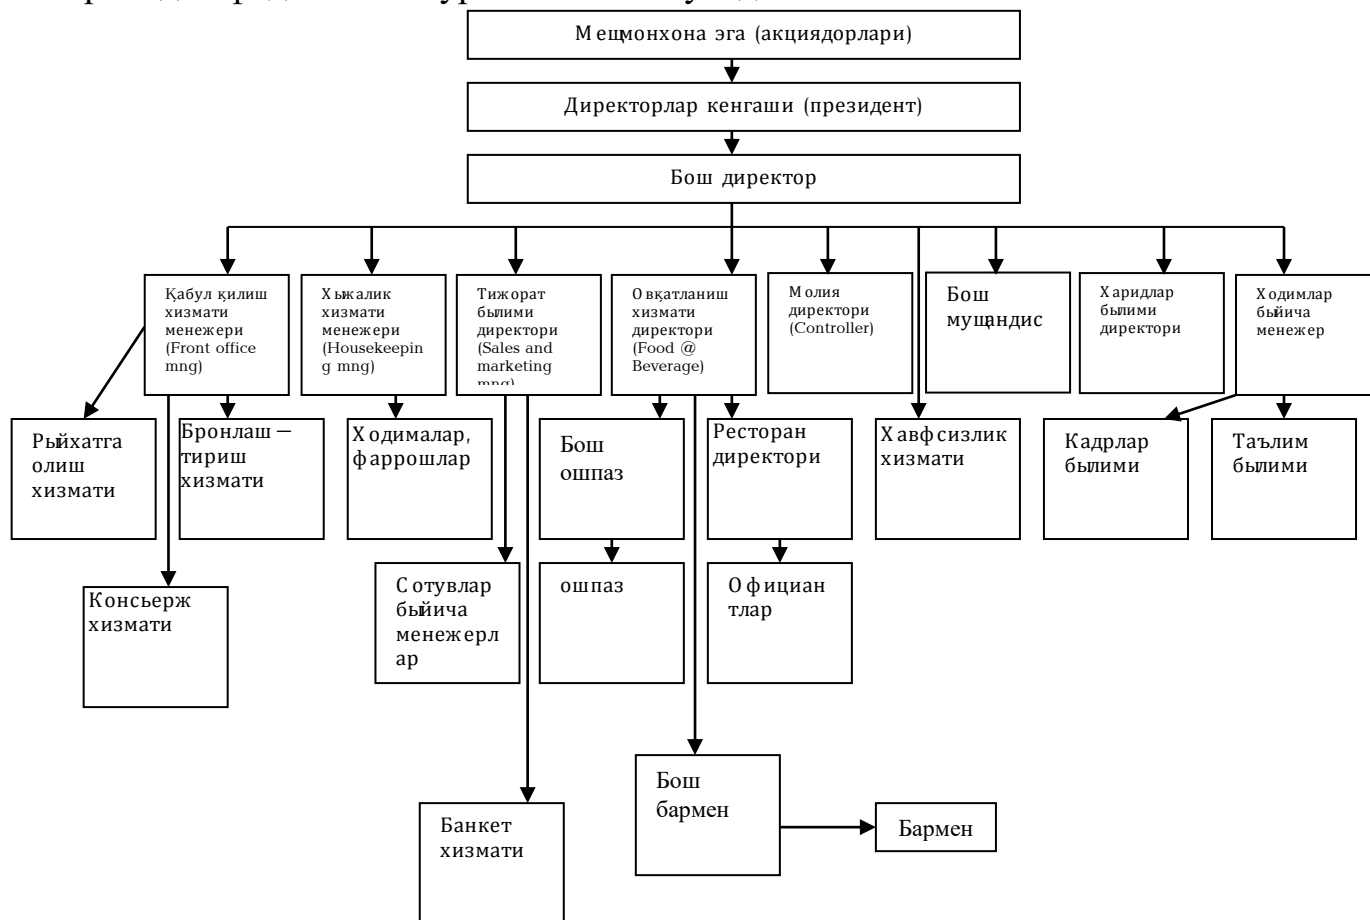 Мещмонхона эга (акциядорлари)
Директорлар кенгаши (президент)
Бош директор
Қабул қилиш
хизмати
менежери
(Front office
mng)
Хыжалик
хизмати
менежери
(Housekeepin
g mng)
Тижорат
былими
директори
(Sales and
marketing
mng)
Овқатланиш
хизмати
директори
(Food @
Beverage)
Молия
директори
(Controller)
Бош
мущандис
Харидлар
былими
директори
Ходимлар
быйича
менежер
Рыйхатга
олиш
хизмати
Бронлаш –
тириш
хизмати
Ходималар,
фаррошлар
Бош
ошпаз
Ресторан
директори
Хавфсизлик
хизмати
Кадрлар
былими
Таълим
былими
Консьерж
хизмати
Сотувлар
быйича
менежерл
ар
ошпаз
Официан
тлар
Банкет
хизмати
Бош
бармен
Бармен